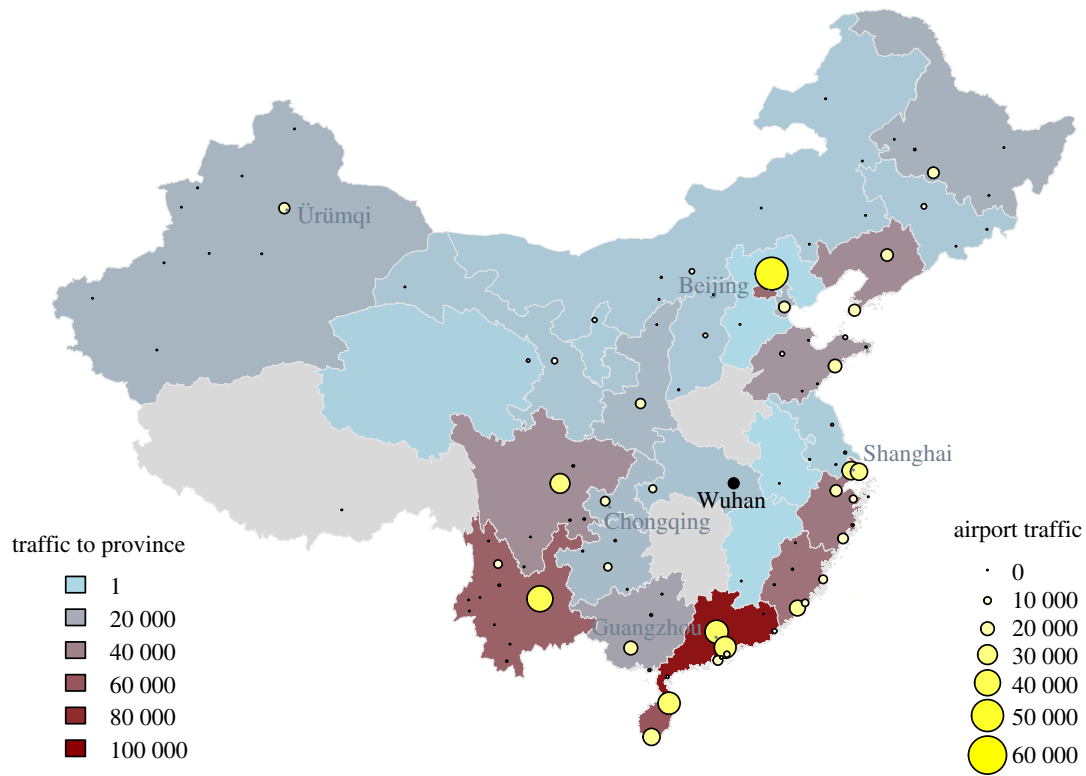 Ürümqi
Beijing
Shanghai
Wuhan
Chongqing
Guangzhou
traffic to province
1
20 000
40 000
60 000
80 000
100 000
airport traffic
0
10 000
20 000
30 000
40 000
50 000
60 000